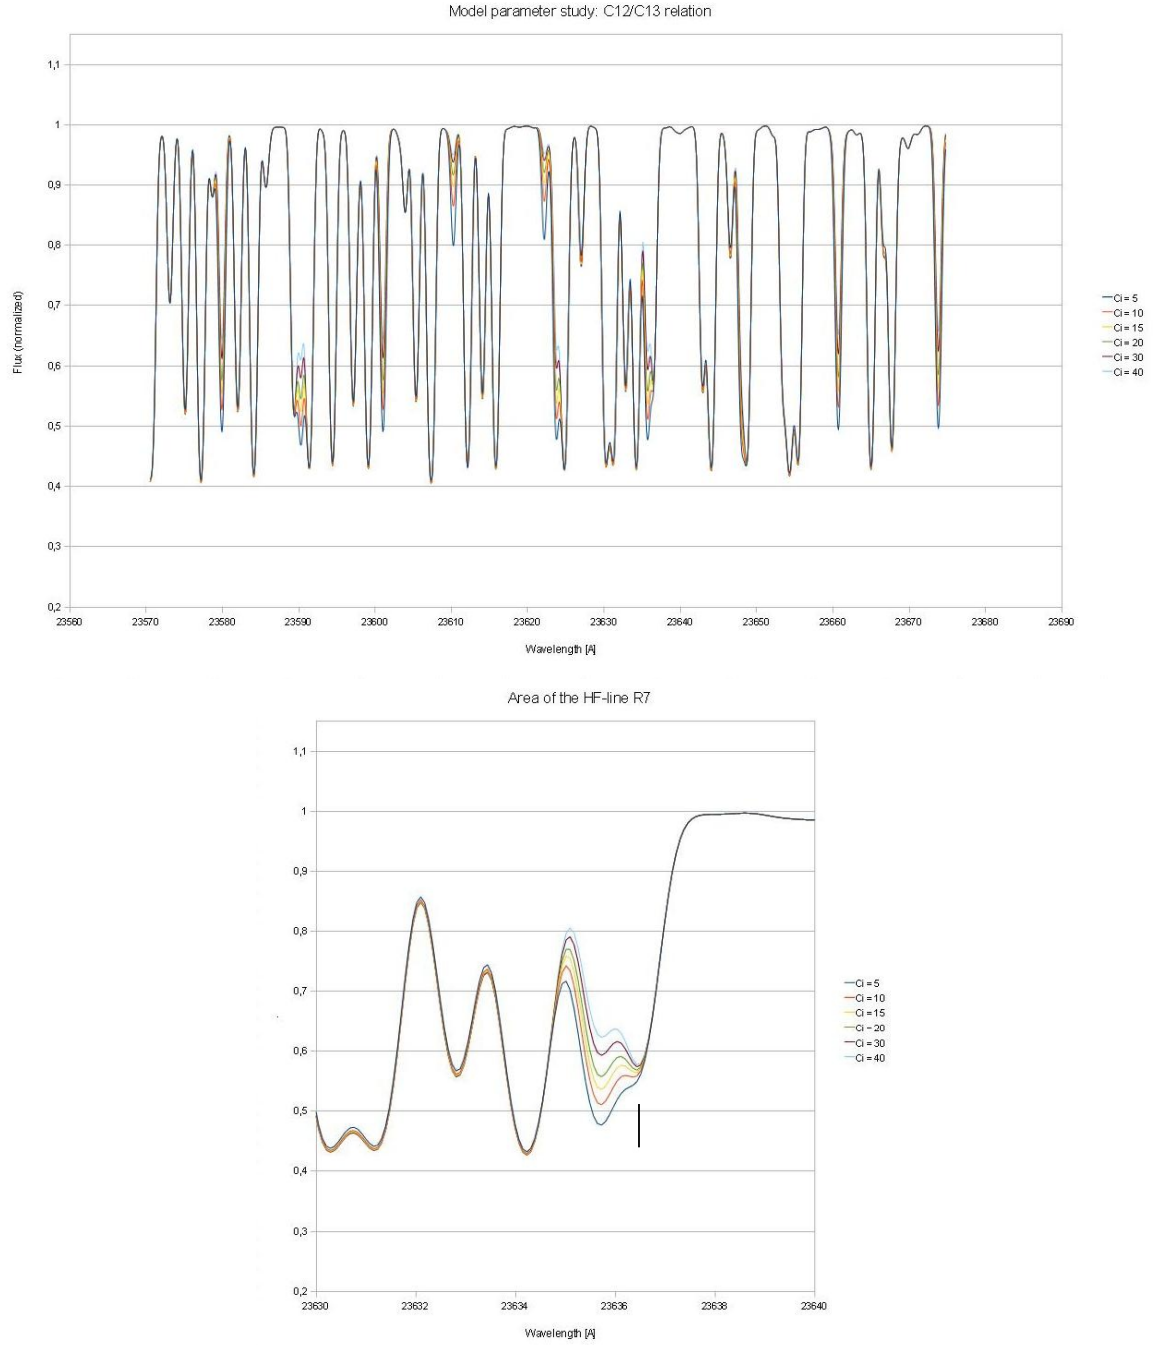 Model parameter study: C12/C13 relation
1,1
1
0,9
0,8
0,7
0,6
0,5
0,4
0,3
0,2
Flux (normalized)
23560 23570 23580 23590 23600 23610 23620 23630 23640 23650 23660 23670 23680 23690
Wavelength [A]
Ci = 5
Ci = 10
Ci = 15
Ci = 20
Ci = 30
Ci = 40
Area of the HF-line R7
1,1
1
0,9
0,8
0,7
0,6
0,5
0,4
0,3
0,2
23630 23632 23634 23636 23638 23640
Wavelength [A]
Ci = 5
Ci = 10
Ci = 15
Ci = 20
Ci = 30
Ci = 40